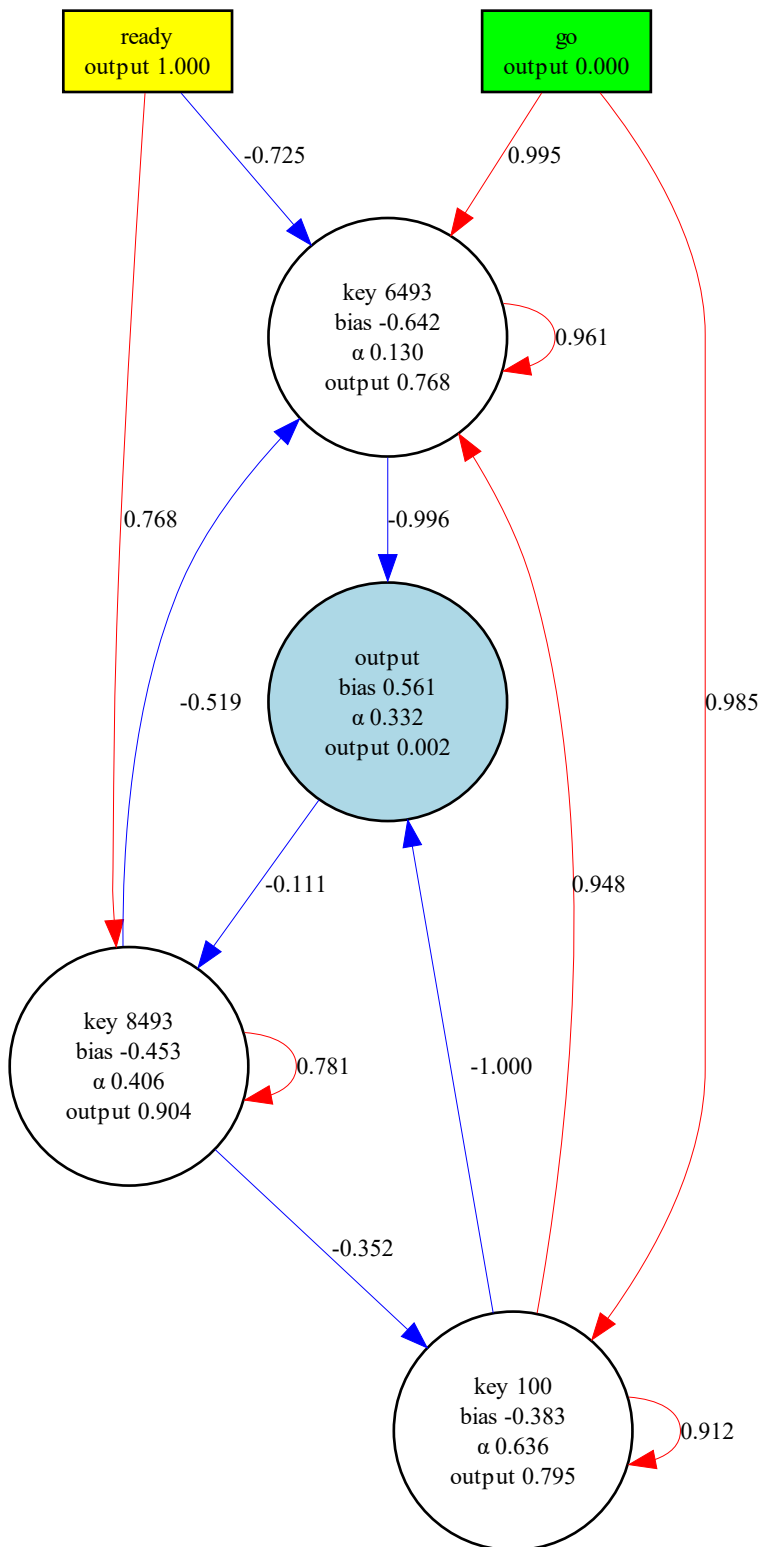 ready
output 1.000
go
output 0.000
-0.725
0.995
key 6493
bias -0.642
α 0.130
output 0.768
0.961
0.768
-0.996
output
bias 0.561
α 0.332
output 0.002
-0.519
0.985
-0.111
0.948
key 8493
bias -0.453
α 0.406
output 0.904
0.781
-1.000
-0.352
key 100
bias -0.383
α 0.636
output 0.795
0.912